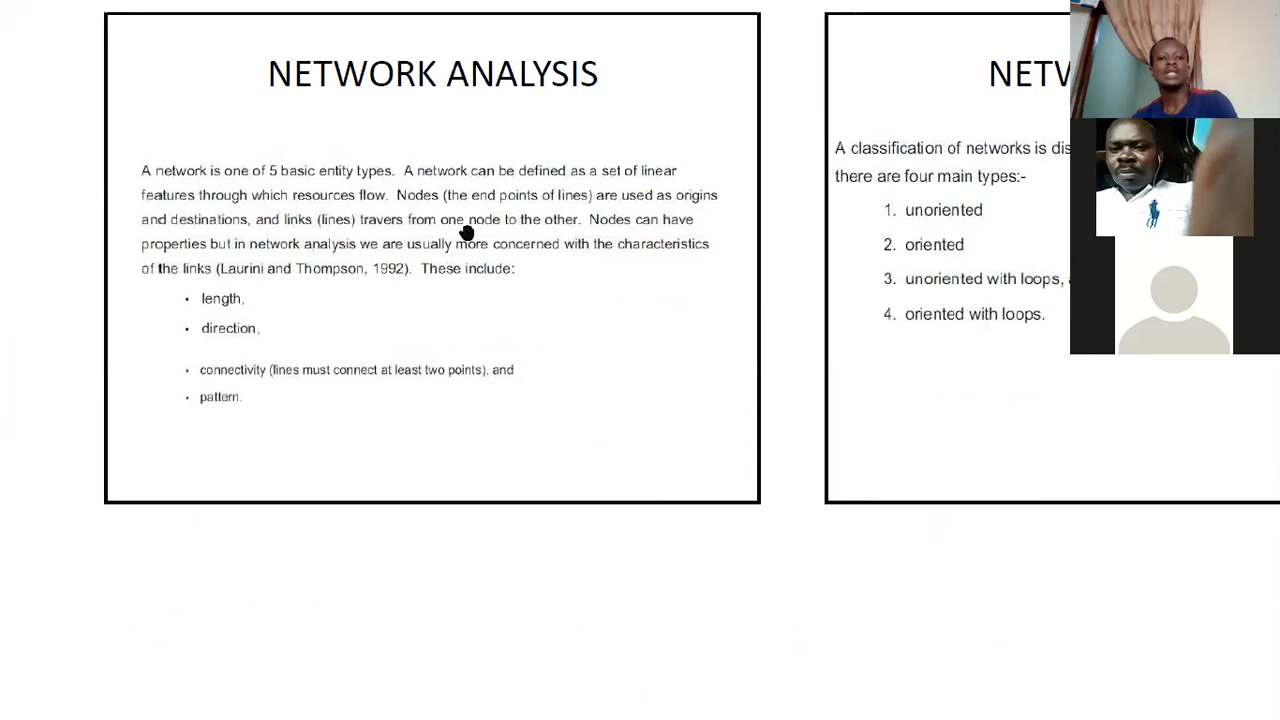 NETWORK ANALYSIS
A network is one of 5 basic entity types. A network can be defined as a set of linear
features through which resources flow. Nodes (the end points of lines) are used as origins
and destinations, and links (lines) travers from one node to the other. Nodes can have
properties but in network analysis we are usually more concerned with the characteristics
of the links (Laurini and Thompson, 1992). These include:
• length,
• direction,
• connectivity (lines must connect at least two points), and
• pattern.
A classification of networks is
there are four main types:-
1. unoriented
2. oriented
3. unoriented with loops,
4. oriented with loops.